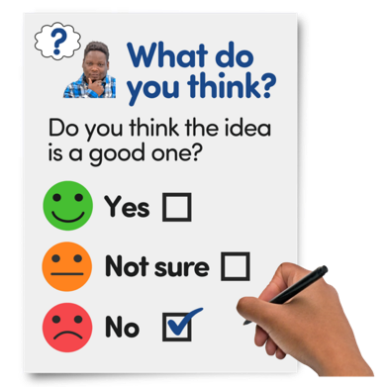 ?
What do
you think?
Do you think the idea
is a good one?
Yes
Not sure
No